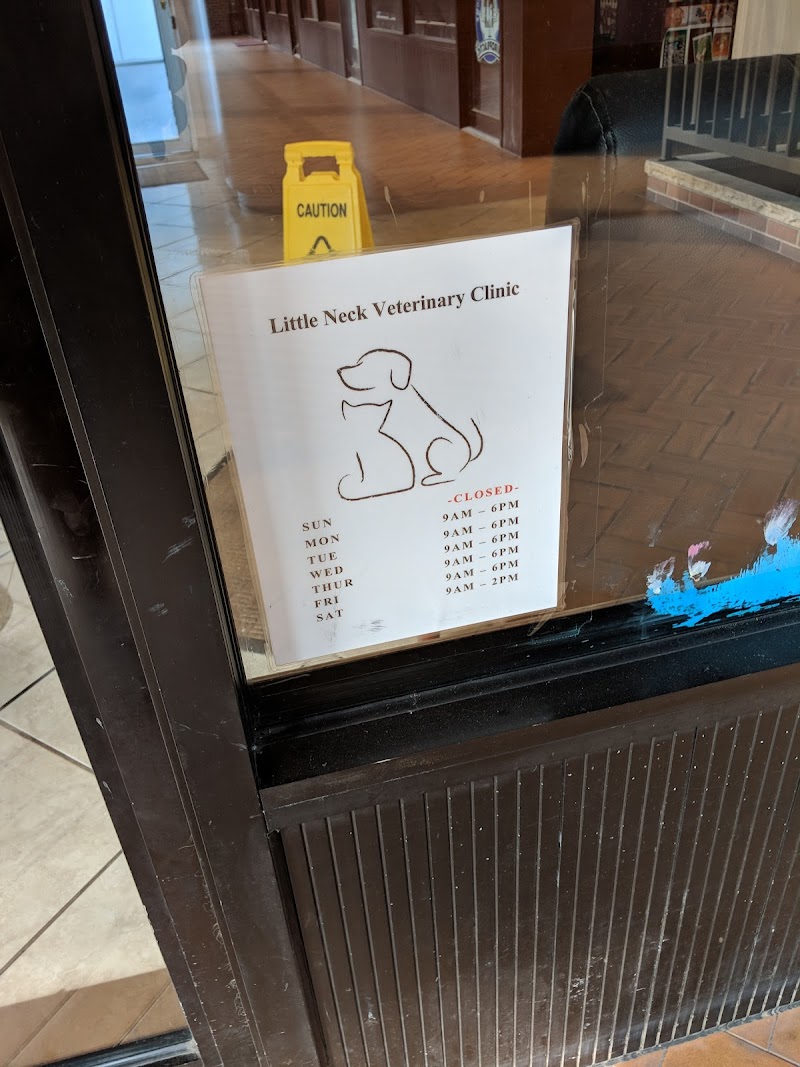 CAUTION
Little Neck Veterinary Clinic
SUN -CLOSED-
MON 9AM – 6PM
TUE 9AM – 6PM
WED 9AM – 6PM
THUR 9AM – 6PM
FRI 9AM – 6PM
SAT 9AM – 2PM